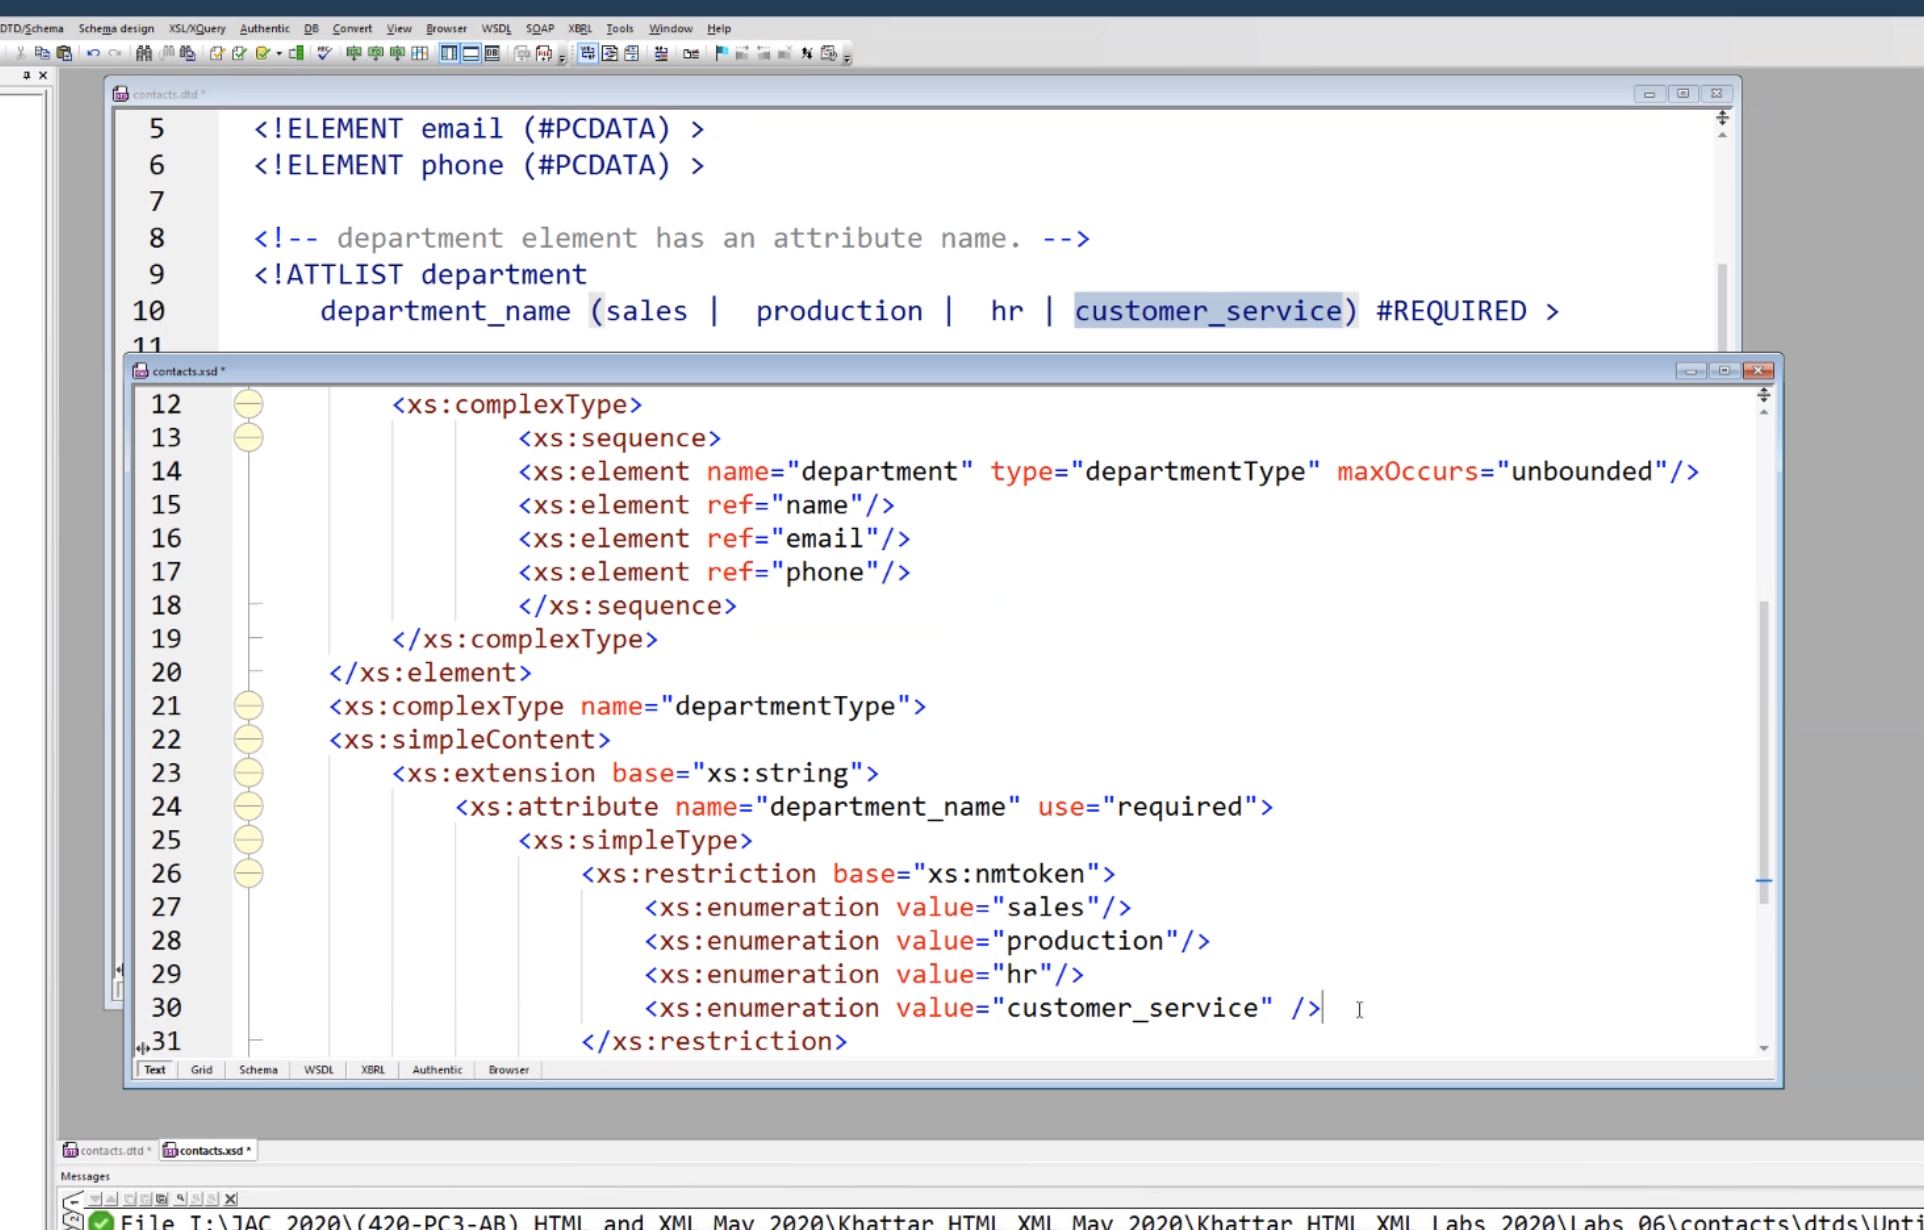 DTD/Schema Schema design XSL/XQuery Authentic DB Convert View Browser WSDL SOAP XBRL Tools Window Help
contacts.dtd *
5 <!ELEMENT email (#PCDATA) >
6 <!ELEMENT phone (#PCDATA) >
7
8 <!-- department element has an attribute name. -->
9 <!ATTLIST department
10 department_name (sales | production | hr | customer_service) #REQUIRED >
11
contacts.xsd *
12 <xs:complexType>
13 <xs:sequence>
14 <xs:element name="department" type="departmentType" maxOccurs="unbounded"/>
15 <xs:element ref="name"/>
16 <xs:element ref="email"/>
17 <xs:element ref="phone"/>
18 </xs:sequence>
19 </xs:complexType>
20 </xs:element>
21 <xs:complexType name="departmentType">
22 <xs:simpleContent>
23 <xs:extension base="xs:string">
24 <xs:attribute name="department_name" use="required">
25 <xs:simpleType>
26 <xs:restriction base="xs:nmtoken">
27 <xs:enumeration value="sales"/>
28 <xs:enumeration value="production"/>
29 <xs:enumeration value="hr"/>
30 <xs:enumeration value="customer_service" />
31 </xs:restriction>
Text Grid Schema WSDL XBRL Authentic Browser
contacts.dtd * contacts.xsd *
Messages
File I:\JAC 2020\(420-PC3-AB) HTML and XML May 2020\Khattar HTML XML May 2020\Khattar HTML XML Labs 2020\Labs 06\contacts\dtds\Unti